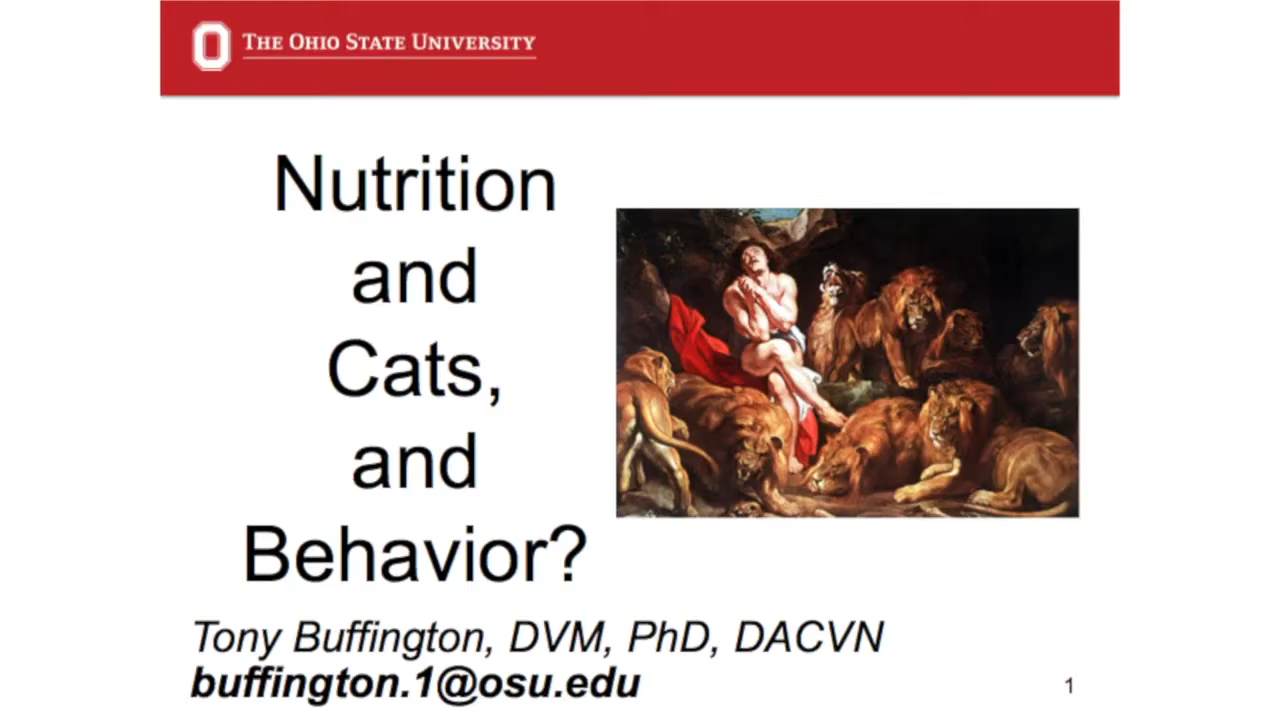 THE OHIO STATE UNIVERSITY
Nutrition
and
Cats,
and
Behavior?
Tony Buffington, DVM, PhD, DACVN
buffington.1@osu.edu
1